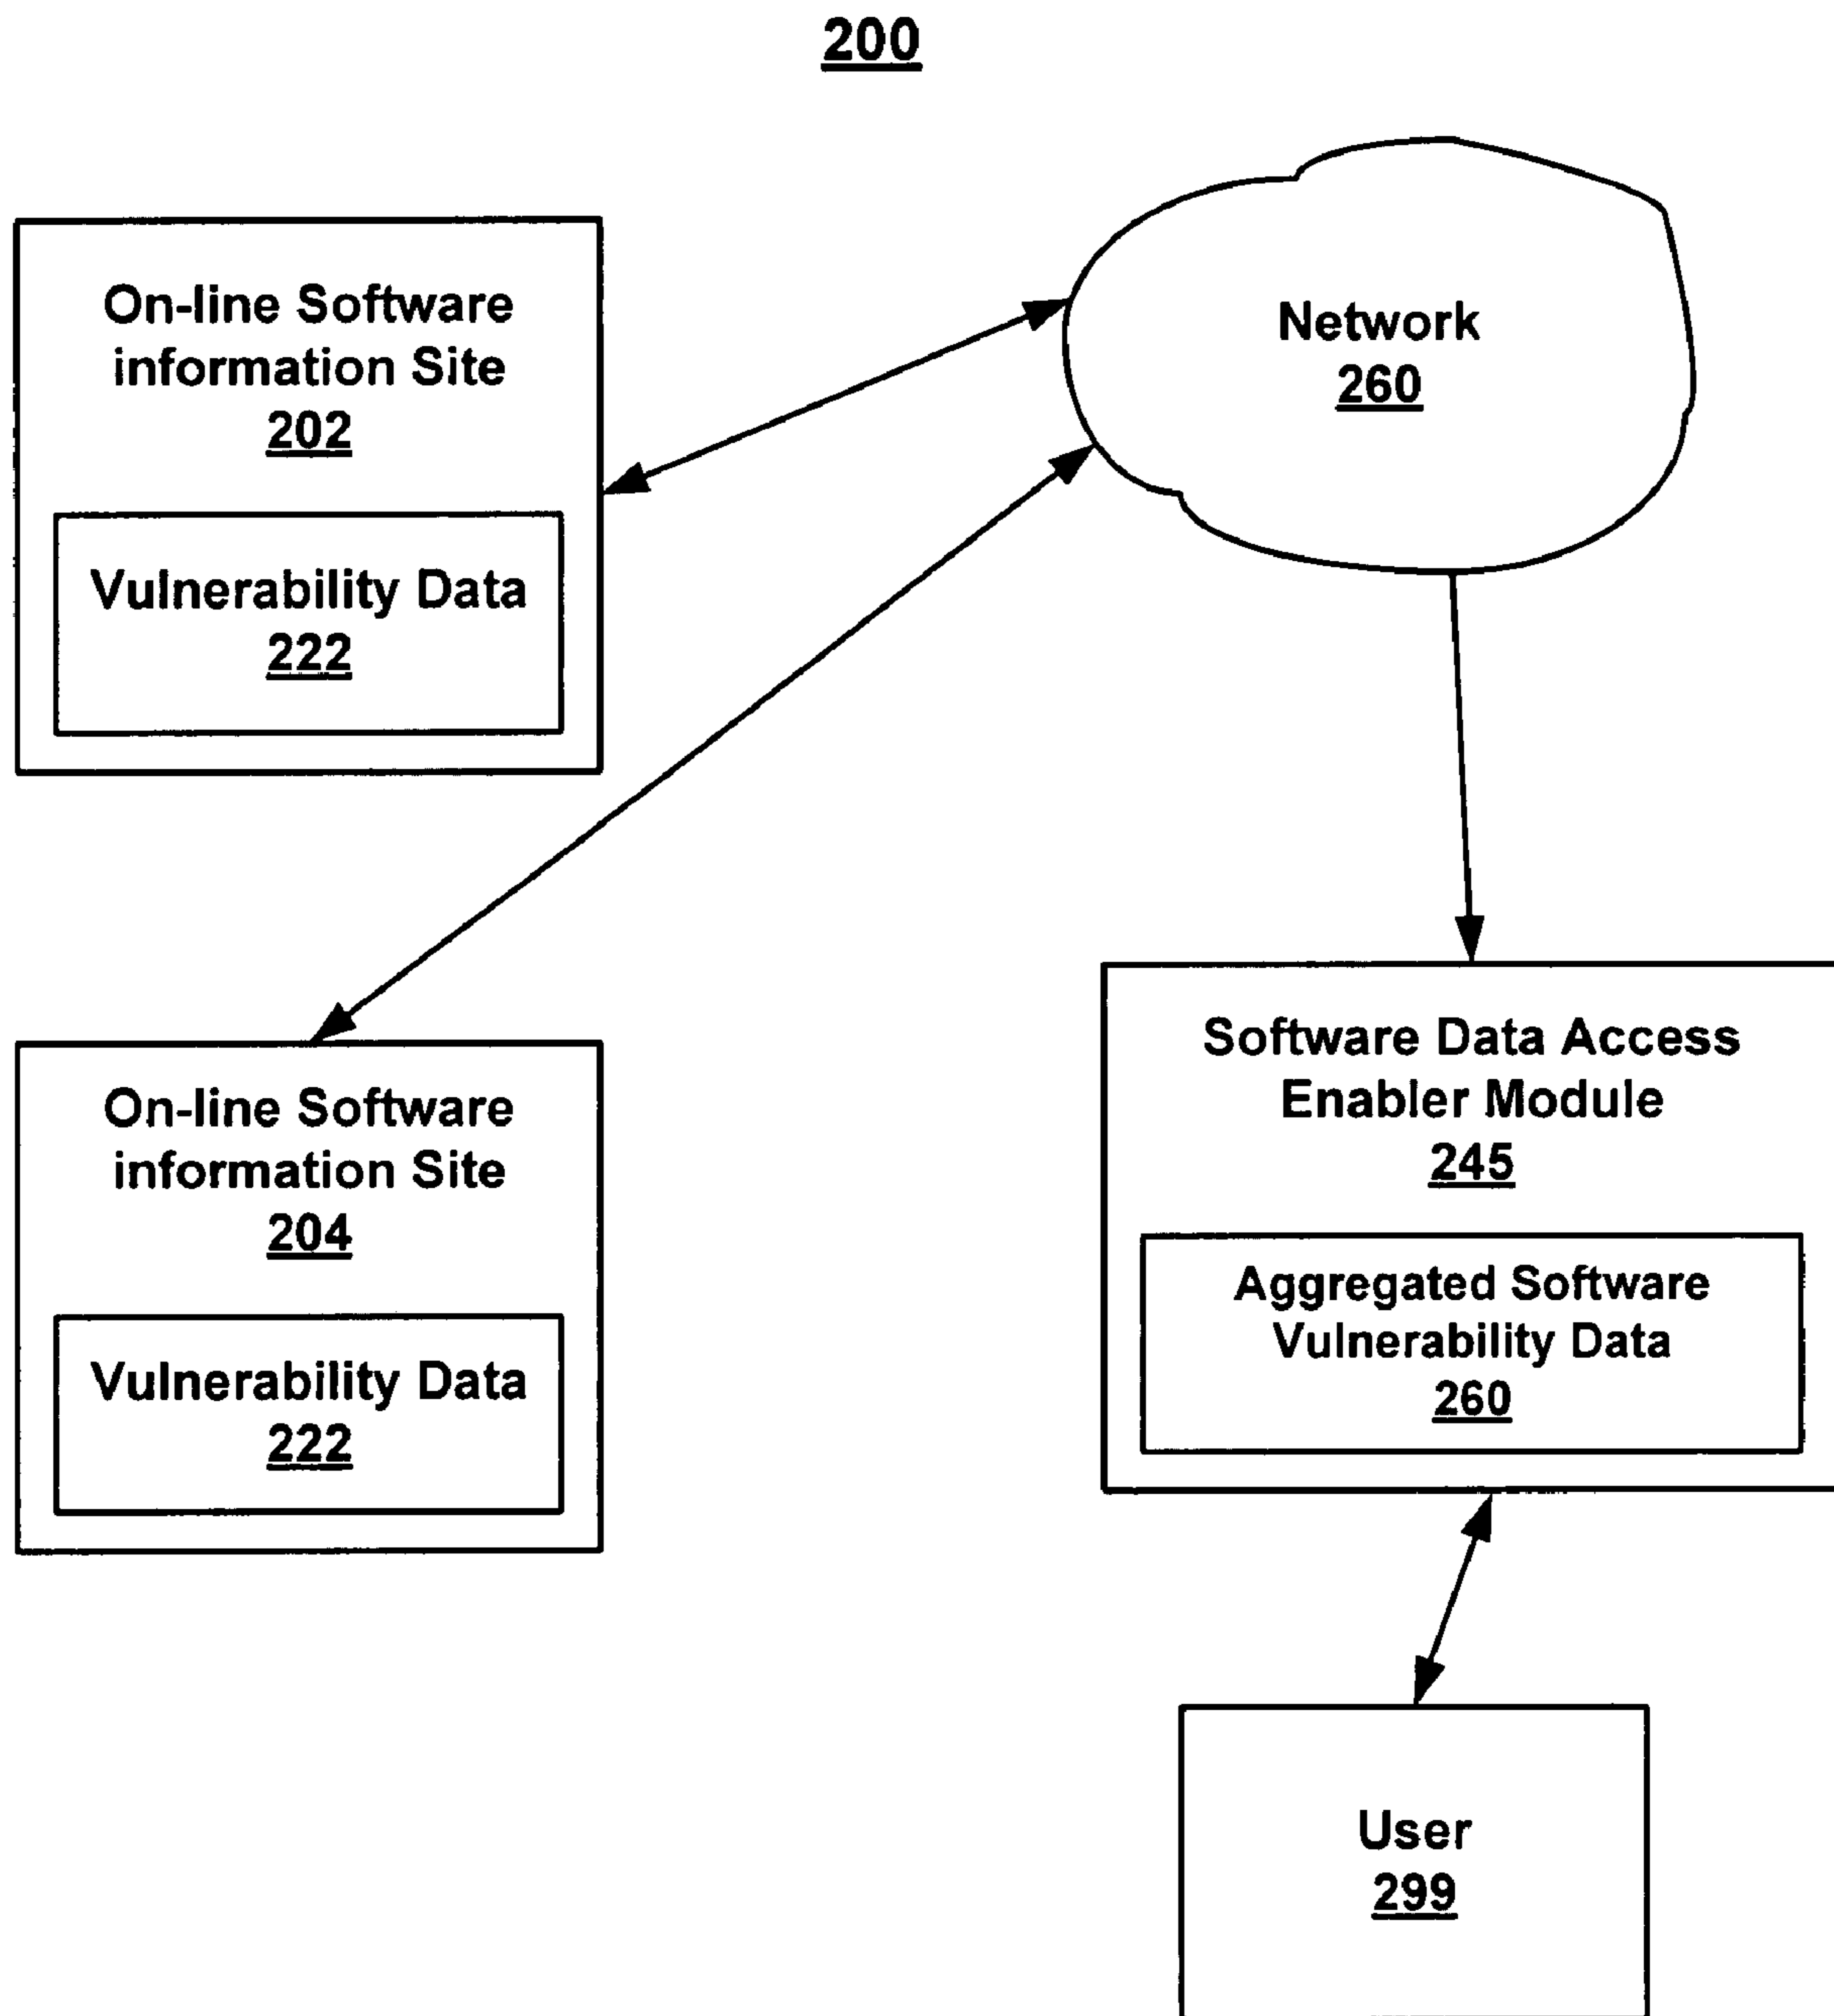 200
On-line Software
information Site
202
Vulnerability Data
222
Network
260
On-line Software
information Site
204
Vulnerability Data
222
Software Data Access
Enabler Module
245
Aggregated Software
Vulnerability Data
260
User
299